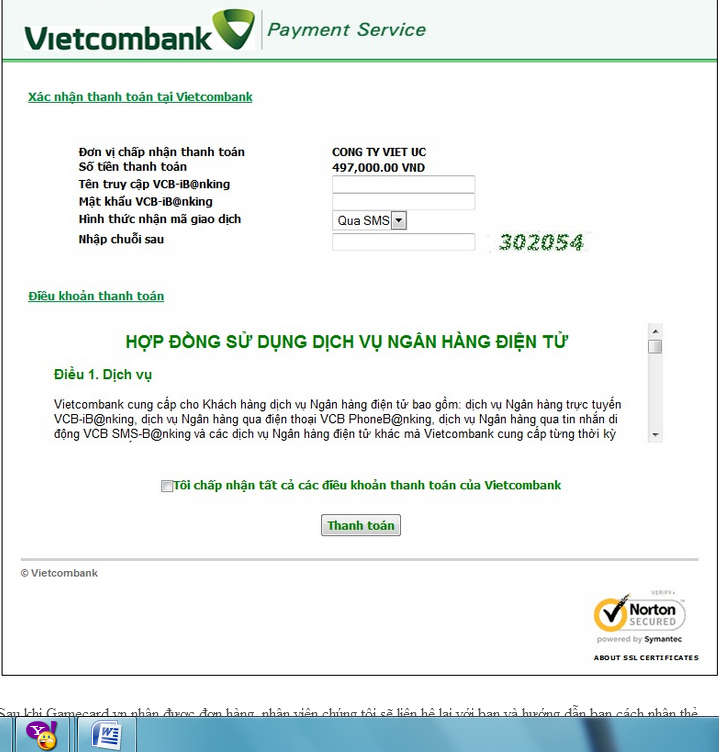 Vietcombank Payment Service
Xác nhận thanh toán tại Vietcombank
Đơn vị chấp nhận thanh toán CONG TY VIET UC
Số tiền thanh toán 497,000.00 VND
Tên truy cập VCB-iB@nking
Mật khẩu VCB-iB@nking
Hình thức nhận mã giao dịch Qua SMS
Nhập chuỗi sau 302054
Điều khoản thanh toán
HỢP ĐỒNG SỬ DỤNG DỊCH VỤ NGÂN HÀNG ĐIỆN TỬ
Điều 1. Dịch vụ
Vietcombank cung cấp cho Khách hàng dịch vụ Ngân hàng điện tử bao gồm: dịch vụ Ngân hàng trực tuyến
VCB-iB@nking, dịch vụ Ngân hàng qua điện thoại VCB PhoneB@nking, dịch vụ Ngân hàng qua tin nhắn di
động VCB SMS-B@nking và các dịch vụ Ngân hàng điện tử khác mà Vietcombank cung cấp từng thời kỳ
Tôi chấp nhận tất cả các điều khoản thanh toán của Vietcombank
Thanh toán
© Vietcombank
VERIFY
Norton
SECURED
powered by Symantec
ABOUT SSL CERTIFICATES
Sau khi Gamecard.vn nhận được đơn hàng, nhân viên chúng tôi sẽ liên hệ lại với bạn và hướng dẫn bạn cách nhận thẻ